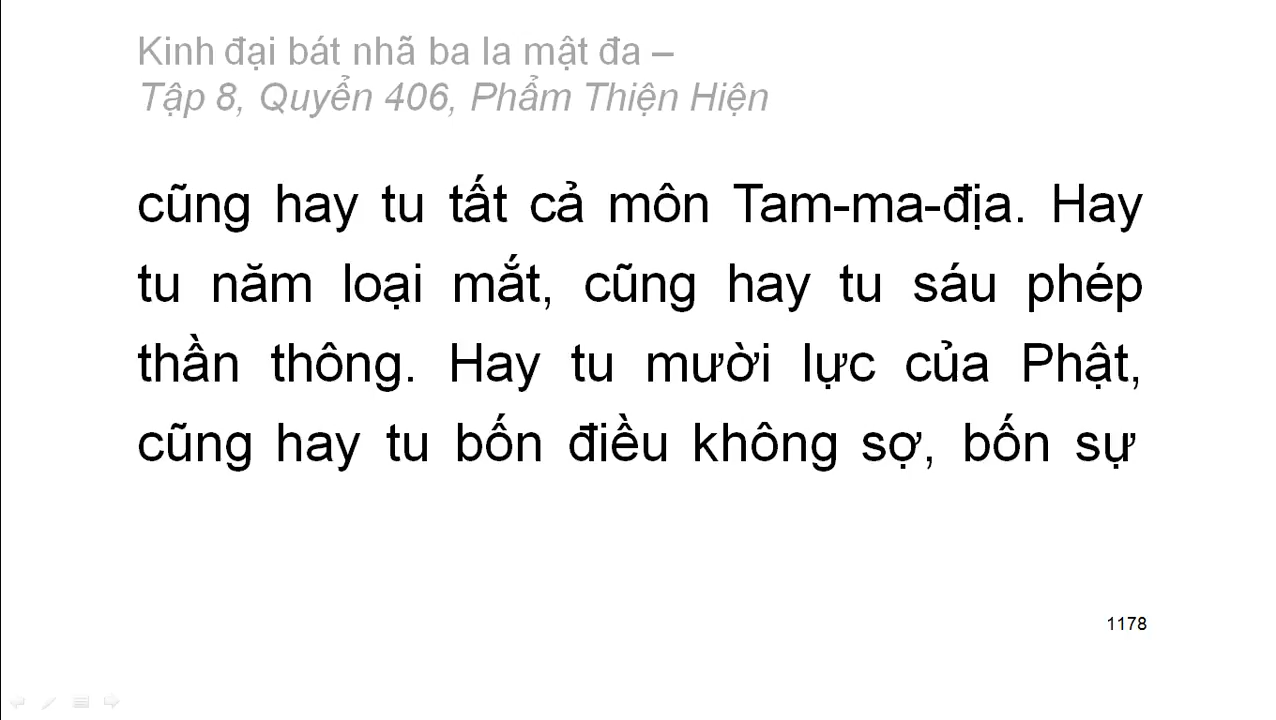 Kinh đại bát nhã ba la mật đa –
Tập 8, Quyển 406, Phẩm Thiện Hiện
cũng hay tu tất cả môn Tam-ma-địa. Hay
tu năm loại mắt, cũng hay tu sáu phép
thần thông. Hay tu mười lực của Phật,
cũng hay tu bốn điều không sợ, bốn sự
1178